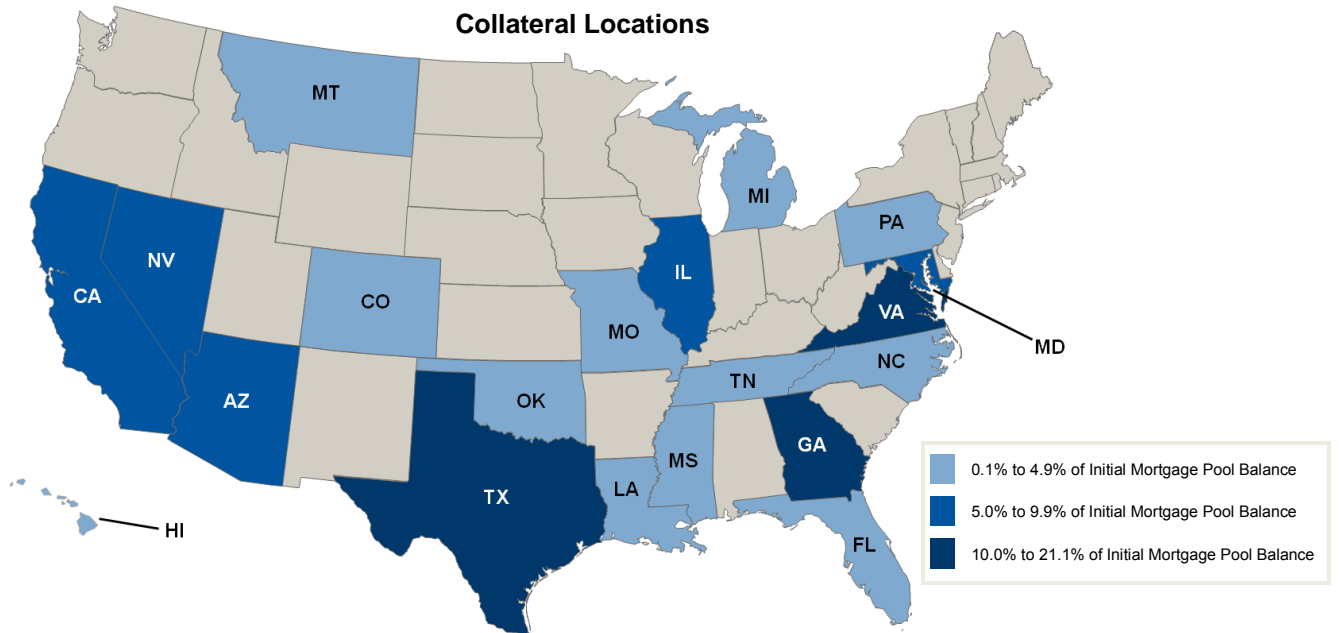 Collateral Locations
MT
MI
PA
NV
IL
CA
CO
VA
MO
MD
NC
TN
AZ
OK
GA
MS
LA
TX
HI
FL
0.1% to 4.9% of Initial Mortgage Pool Balance
5.0% to 9.9% of Initial Mortgage Pool Balance
10.0% to 21.1% of Initial Mortgage Pool Balance